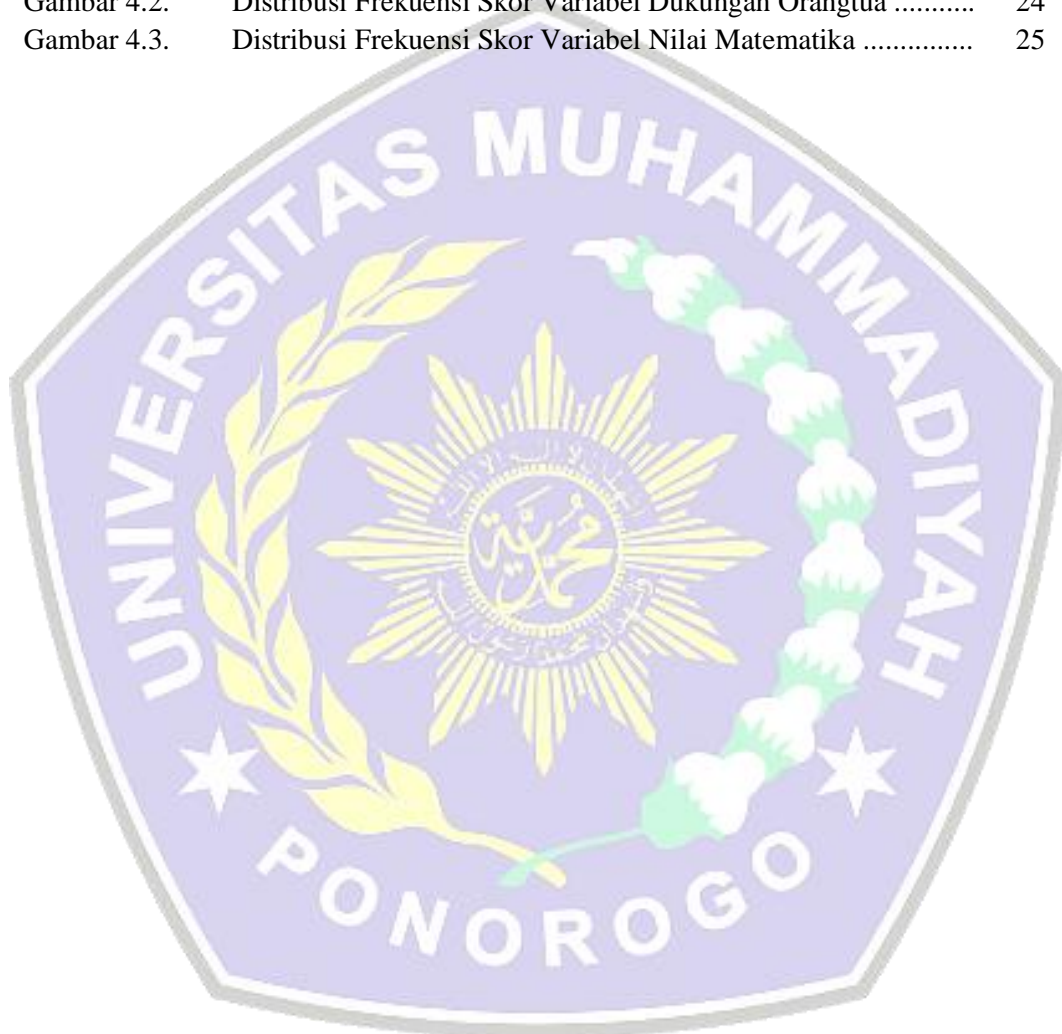 Gambar 4.2. Distribusi Frekuensi Skor Variabel Dukungan Orangtua ........... 24
Gambar 4.3. Distribusi Frekuensi Skor Variabel Nilai Matematika ............... 25
UNIVERSITAS MUHAMMADIYAH
PONOROGO